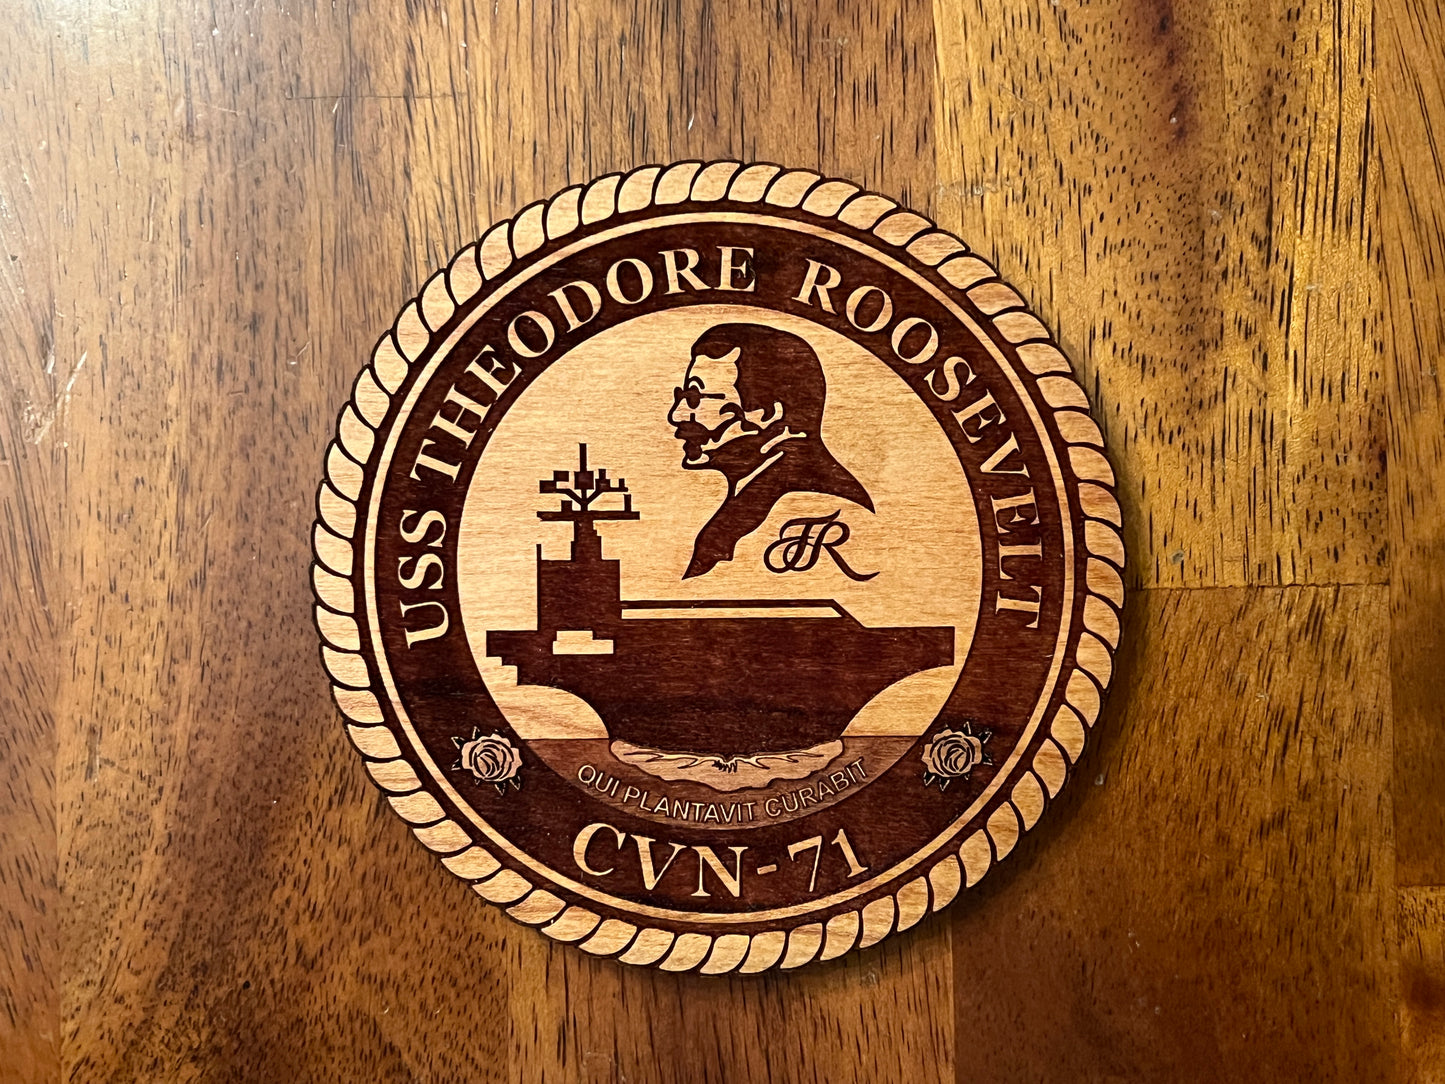 USS THEODORE ROOSEVELT
TR
QUI PLANTAVIT CURABIT
CVN-71